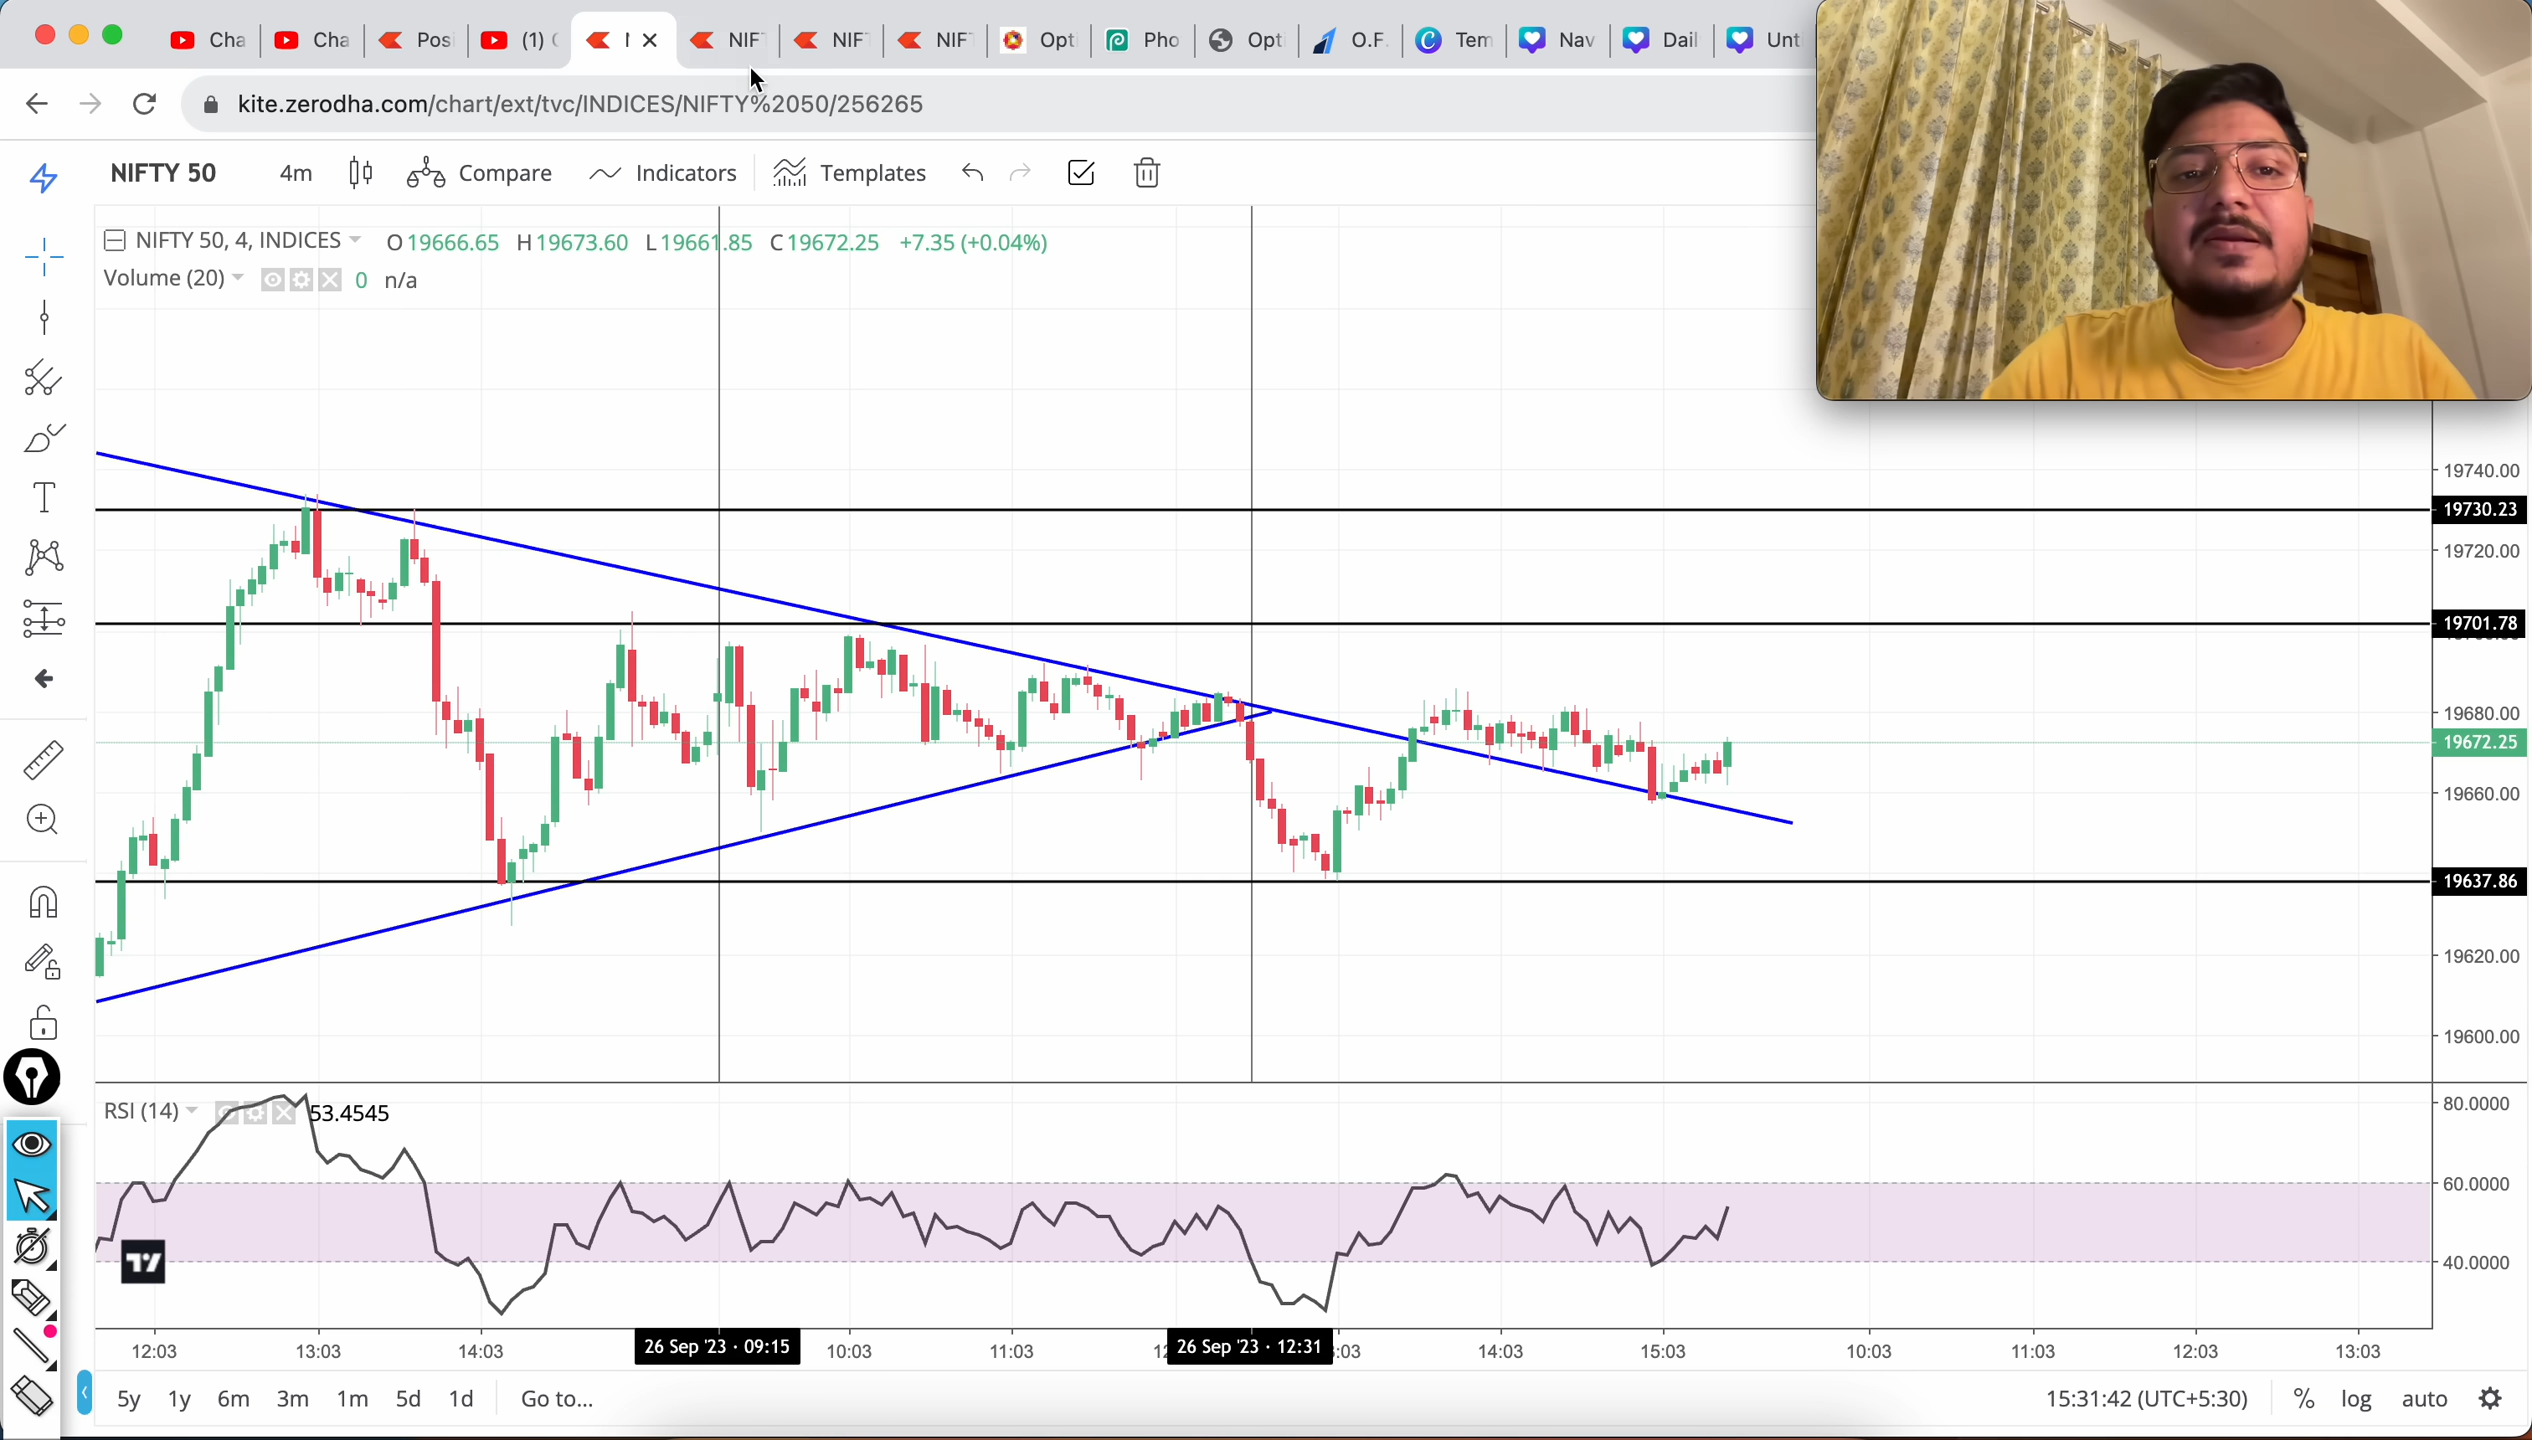 Cha Cha Posi (1) ( NIFT NIFT NIFT Opt Pho Opti O.F. Tem Nav Dail Unt
kite.zerodha.com/chart/ext/tvc/INDICES/NIFTY%2050/256265
NIFTY 50 4m Compare Indicators Templates
NIFTY 50, 4, INDICES O 19666.65 H 19673.60 L 19661.85 C 19672.25 +7.35 (+0.04%)
Volume (20) 0 n/a
19740.00
19730.23
19720.00
19701.78
19680.00
19672.25
19660.00
19637.86
19620.00
19600.00
RSI (14) 53.4545
80.0000
60.0000
40.0000
12:03 13:03 14:03 26 Sep '23 · 09:15 10:03 11:03 26 Sep '23 · 12:31 14:03 15:03 10:03 11:03 12:03 13:03
5y 1y 6m 3m 1m 5d 1d Go to... 15:31:42 (UTC+5:30) % log auto